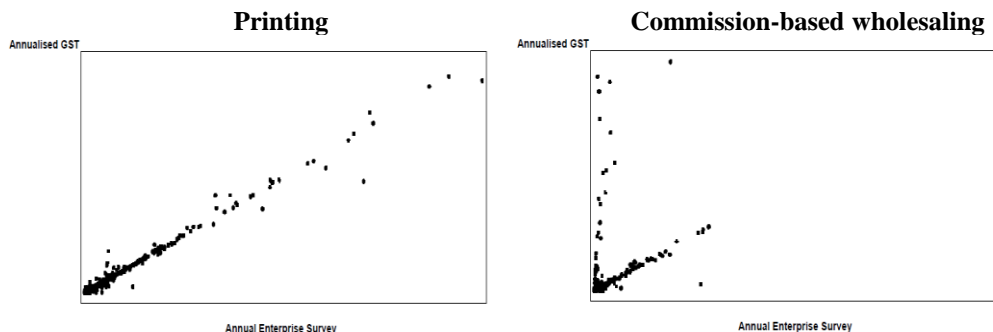 Printing
Commission-based wholesaling
Annualised GST
Annualised GST
Annual Enterprise Survey
Annual Enterprise Survey